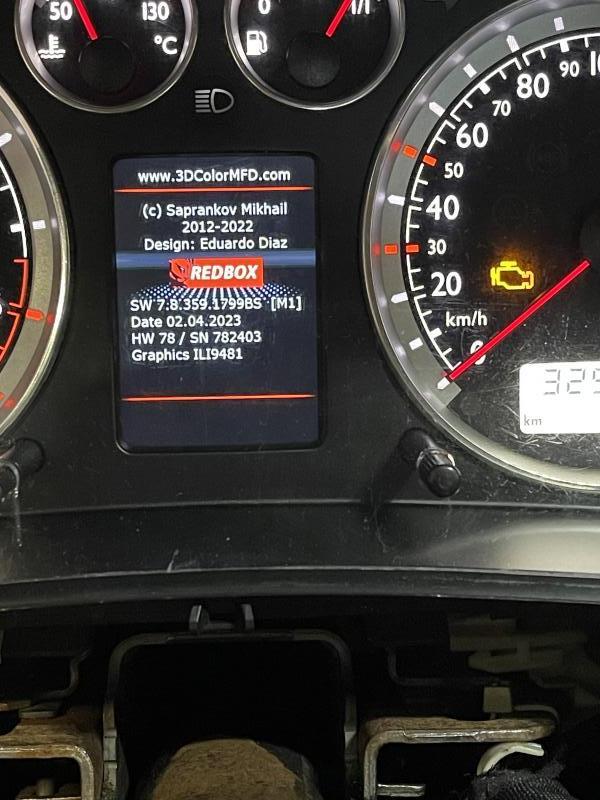 50
130
°C
0
1/1
www.3DColorMFD.com
(c) Saprankov Mikhail
2012-2022
Design: Eduardo Diaz
REDBOX
SW 7.8.359.1799BS [M1]
Date 02.04.2023
HW 78 / SN 782403
Graphics ILI9481
90
80
70
60
50
40
30
20
km/h
0
km